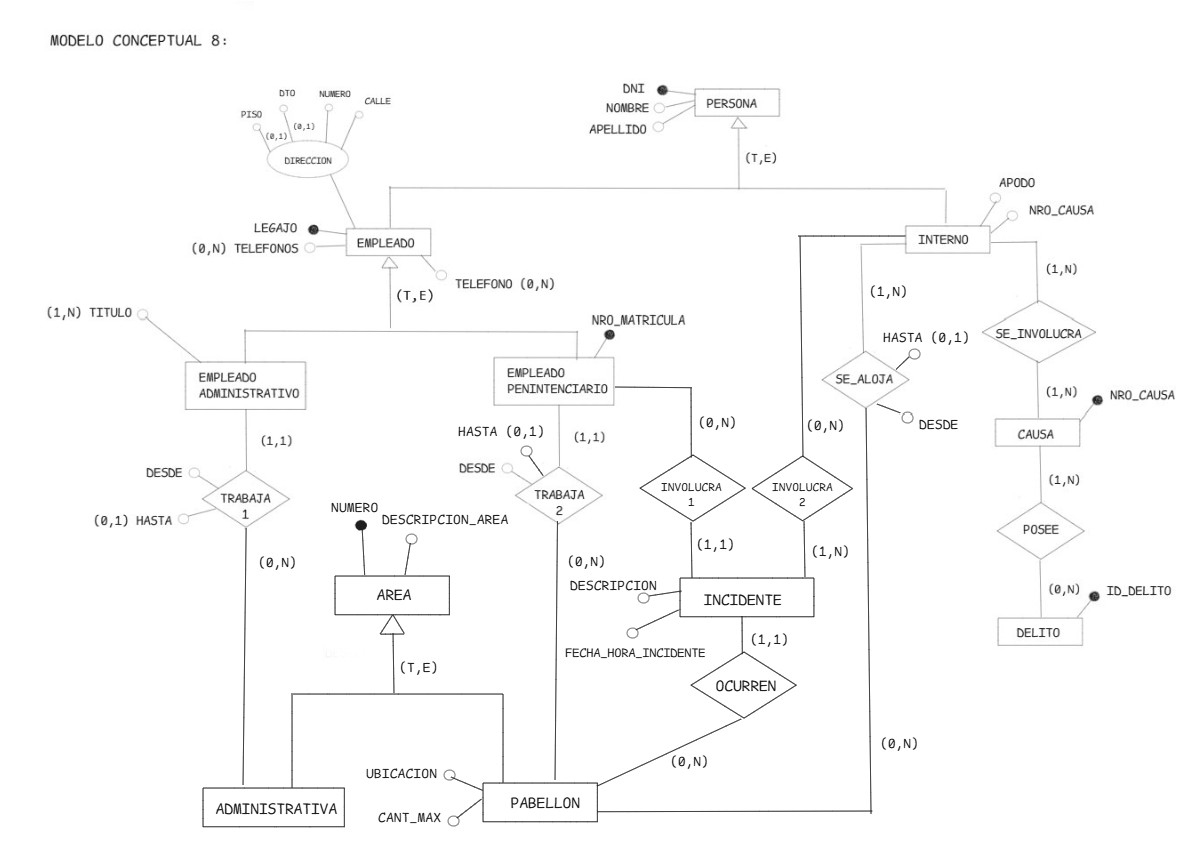 MODELO CONCEPTUAL 8:
DNI
NOMBRE
APELLIDO
PERSONA
(T,E)
PISO
DTO
NUMERO
CALLE
(0,1)
(0,1)
DIRECCION
LEGAJO
(0,N) TELEFONOS
EMPLEADO
TELEFONO (0,N)
(T,E)
APODO
NRO_CAUSA
INTERNO
(1,N)
(1,N)
(1,N) TITULO
NRO_MATRICULA
EMPLEADO
ADMINISTRATIVO
EMPLEADO
PENINTENCIARIO
SE_INVOLUCRA
HASTA (0,1)
SE_ALOJA
DESDE
(1,N)
NRO_CAUSA
CAUSA
(1,1)
HASTA (0,1)
(1,1)
(0,N)
(0,N)
DESDE
(0,1) HASTA
TRABAJA
1
DESDE
TRABAJA
2
INVOLUCRA
1
INVOLUCRA
2
(1,N)
POSEE
NUMERO
DESCRIPCION_AREA
(0,N)
(0,N)
(1,1)
(1,N)
AREA
DESCRIPCION
INCIDENTE
FECHA_HORA_INCIDENTE
(0,N)
ID_DELITO
DELITO
(1,1)
(T,E)
OCURREN
(0,N)
(0,N)
UBICACION
CANT_MAX
ADMINISTRATIVA
PABELLON